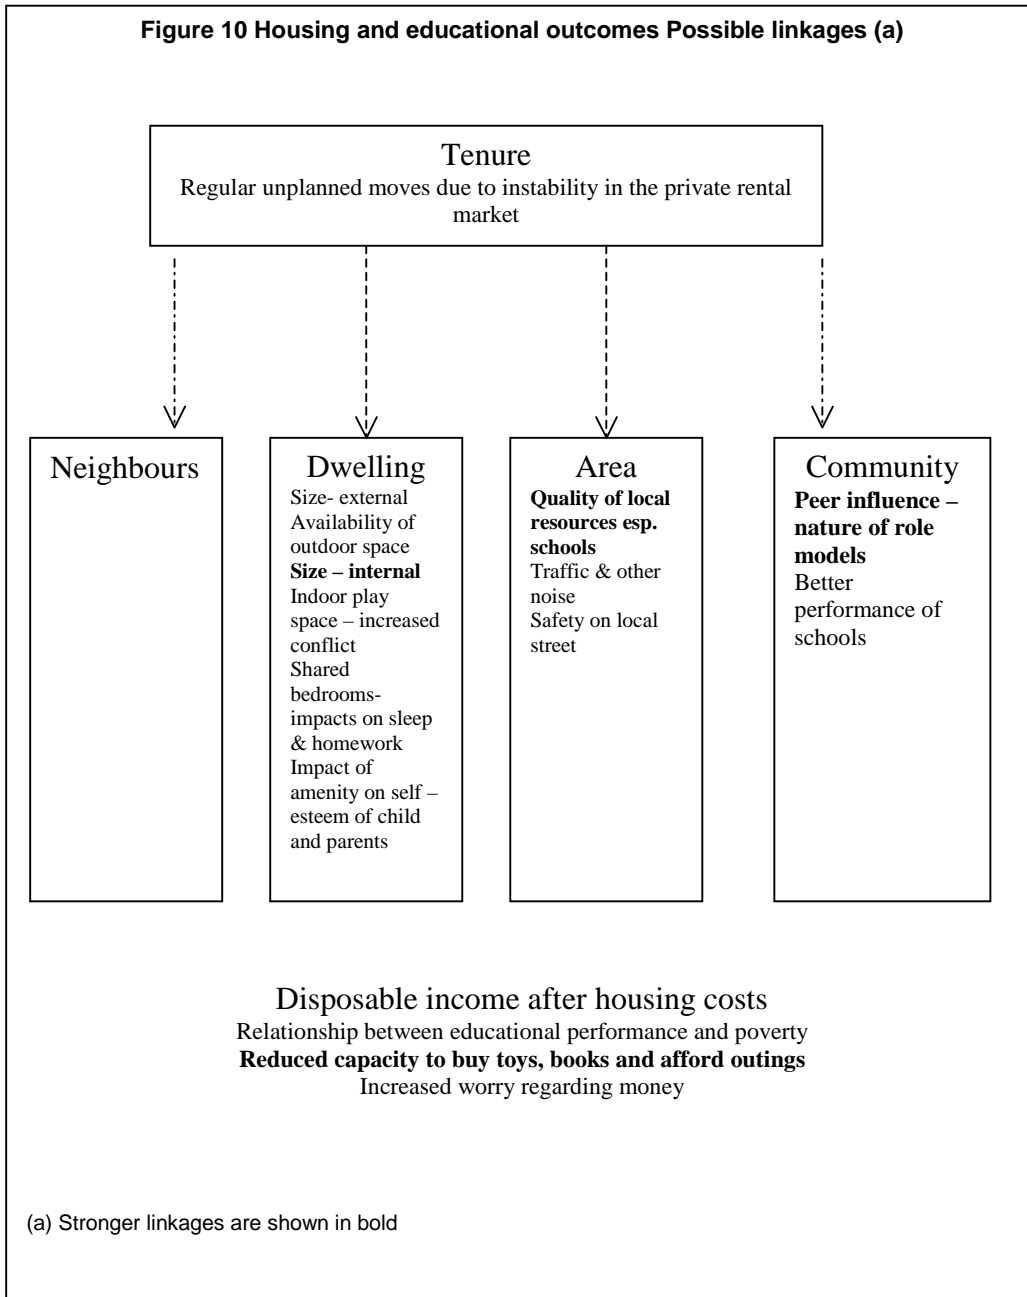 Figure 10 Housing and educational outcomes Possible linkages (a)
Tenure
Regular unplanned moves due to instability in the private rental
market
Neighbours
Dwelling
Size- external
Availability of
outdoor space
Size – internal
Indoor play
space – increased
conflict
Shared
bedrooms-
impacts on sleep
& homework
Impact of
amenity on self –
esteem of child
and parents
Area
Quality of local
resources esp.
schools
Traffic & other
noise
Safety on local
street
Community
Peer influence –
nature of role
models
Better
performance of
schools
Disposable income after housing costs
Relationship between educational performance and poverty
Reduced capacity to buy toys, books and afford outings
Increased worry regarding money
(a) Stronger linkages are shown in bold